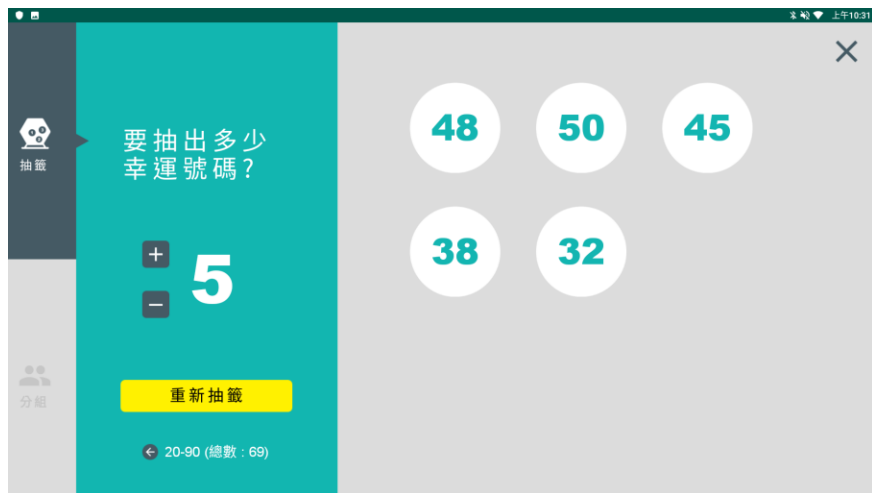 上午10:31
抽籤
要抽出多少
幸運號碼?
5
重新抽籤
20-90 (總數 : 69)
分組
48 50 45
38 32